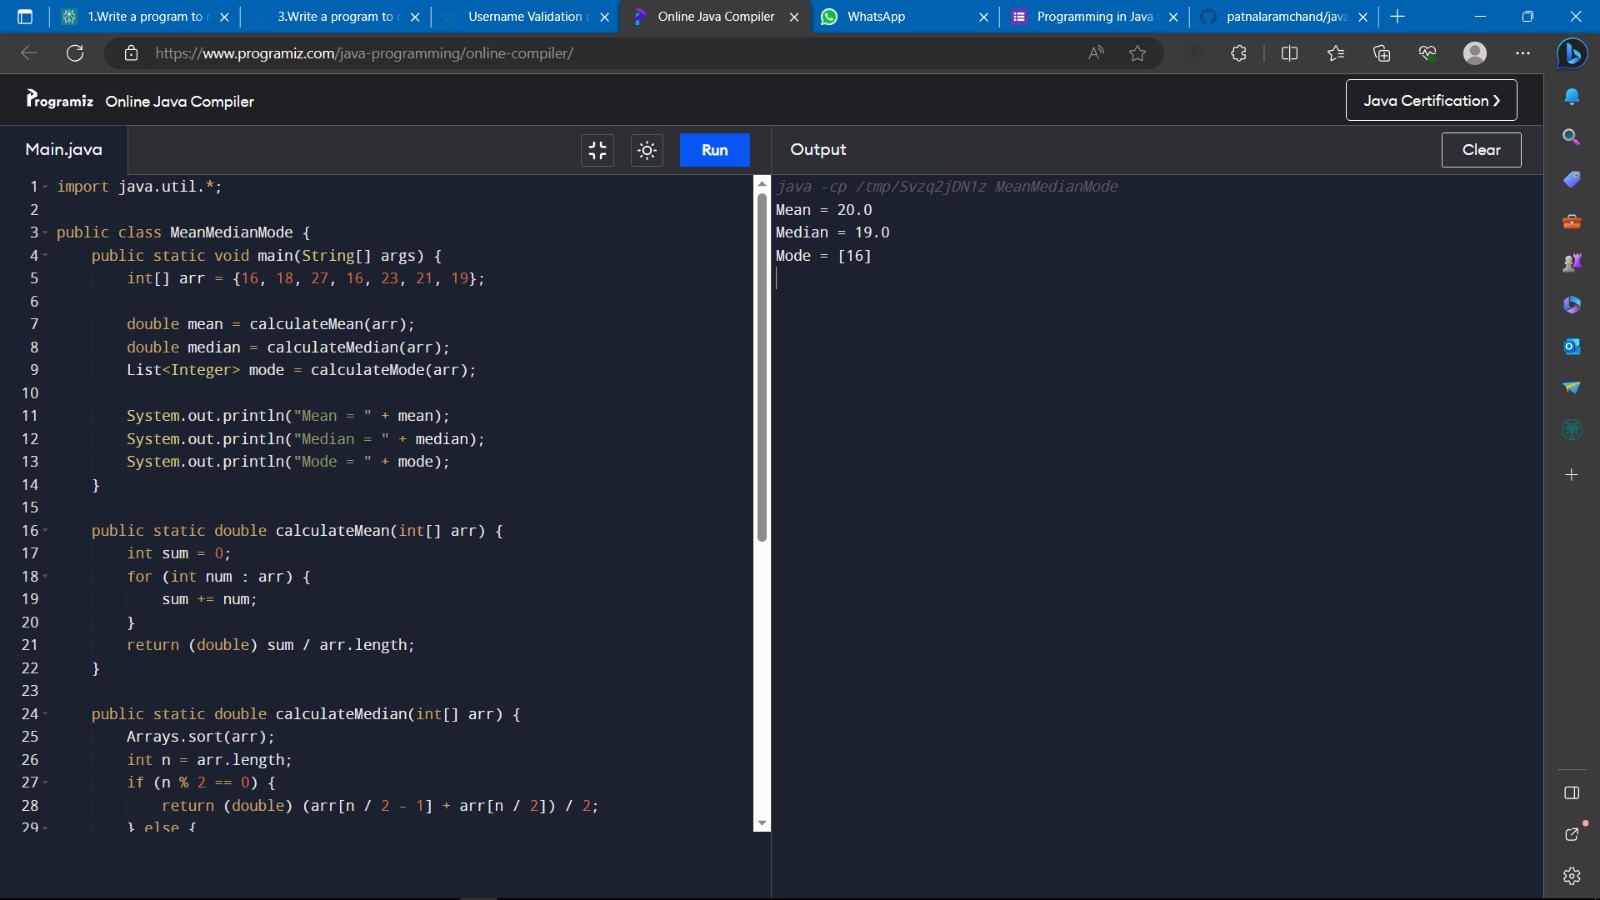 1.Write a program to
3.Write a program to
Username Validation
Online Java Compiler
WhatsApp
Programming in Java
patnalaramchand/java
https://www.programiz.com/java-programming/online-compiler/
Programiz Online Java Compiler
Java Certification >
Main.java
Run
Output
Clear
1 import java.util.*;
2
3 public class MeanMedianMode {
4 public static void main(String[] args) {
5 int[] arr = {16, 18, 27, 16, 23, 21, 19};
6
7 double mean = calculateMean(arr);
8 double median = calculateMedian(arr);
9 List<Integer> mode = calculateMode(arr);
10
11 System.out.println("Mean = " + mean);
12 System.out.println("Median = " + median);
13 System.out.println("Mode = " + mode);
14 }
15
16 public static double calculateMean(int[] arr) {
17 int sum = 0;
18 for (int num : arr) {
19 sum += num;
20 }
21 return (double) sum / arr.length;
22 }
23
24 public static double calculateMedian(int[] arr) {
25 Arrays.sort(arr);
26 int n = arr.length;
27 if (n % 2 == 0) {
28 return (double) (arr[n / 2 - 1] + arr[n / 2]) / 2;
29 } else {
java -cp /tmp/Svzq2jDN1z MeanMedianMode
Mean = 20.0
Median = 19.0
Mode = [16]